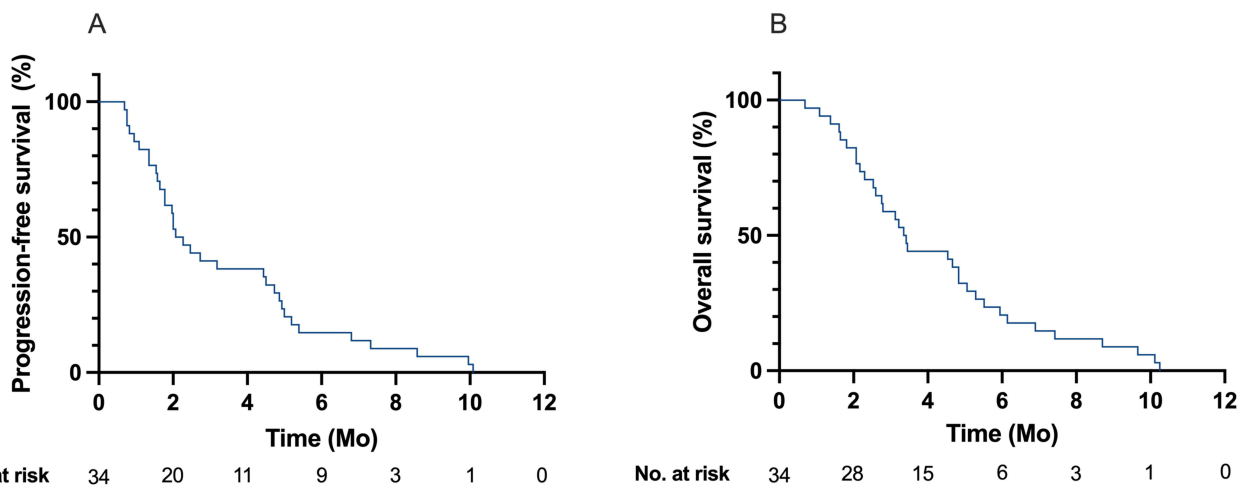 A
Progression-free survival (%)
100
50
0
0 2 4 6 8 10 12
Time (Mo)
at risk 34 20 11 9 3 1 0
B
Overall survival (%)
100
50
0
0 2 4 6 8 10 12
Time (Mo)
No. at risk 34 28 15 6 3 1 0